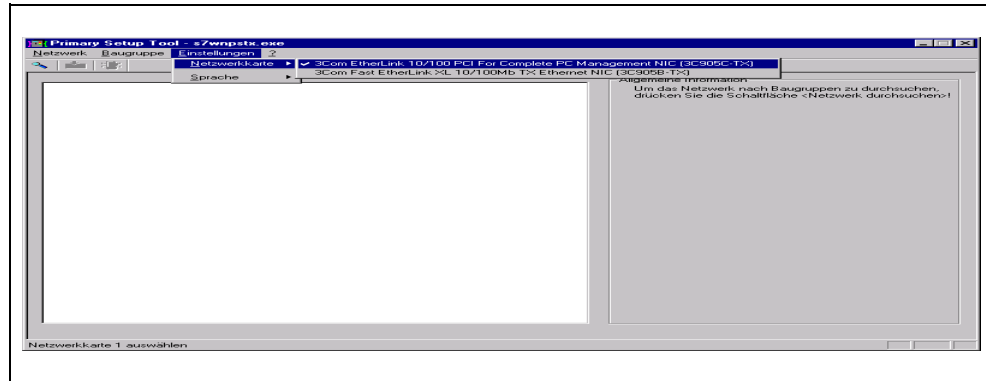 Primary Setup Tool - s7wnpstx.exe
Netzwerk Baugruppe Einstellungen ?
Netzwerkkarte
3Com EtherLink 10/100 PCI For Complete PC Management NIC (3C905C-TX)
3Com Fast EtherLink XL 10/100Mb TX Ethernet NIC (3C905B-TX)
Sprache
Allgemeine Information
Um das Netzwerk nach Baugruppen zu durchsuchen,
drücken Sie die Schaltfläche <Netzwerk durchsuchen>!
Netzwerkkarte 1 auswählen